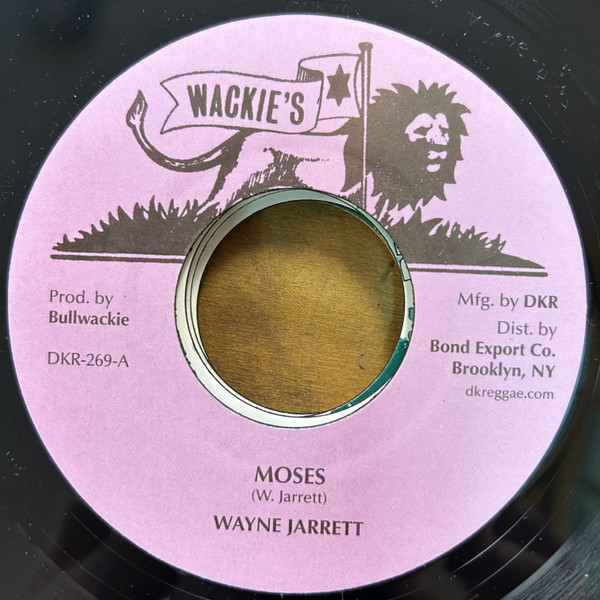 WACKIE'S
Prod. by
Bullwackie
DKR-269-A
Mfg. by DKR
Dist. by
Bond Export Co.
Brooklyn, NY
dkreggae.com
MOSES
(W. Jarrett)
WAYNE JARRETT